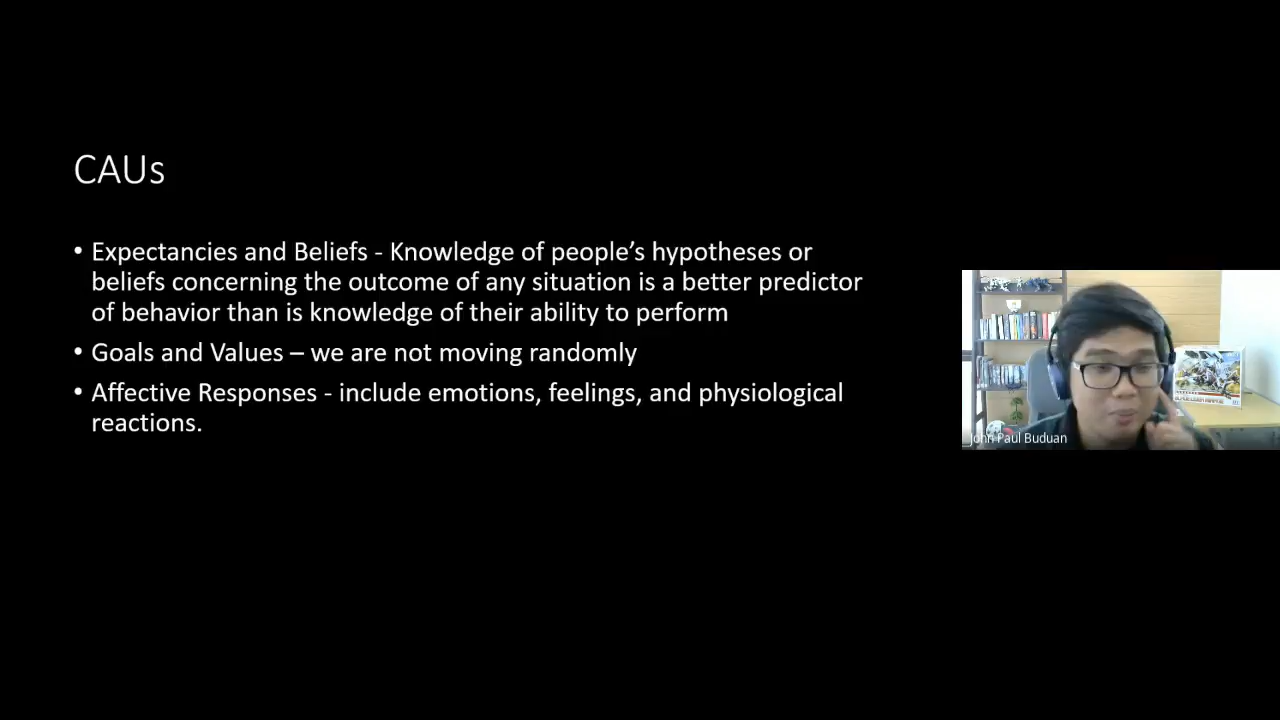 CAUs
• Expectancies and Beliefs - Knowledge of people’s hypotheses or
beliefs concerning the outcome of any situation is a better predictor
of behavior than is knowledge of their ability to perform
• Goals and Values – we are not moving randomly
• Affective Responses - include emotions, feelings, and physiological
reactions.
John Paul Buduan